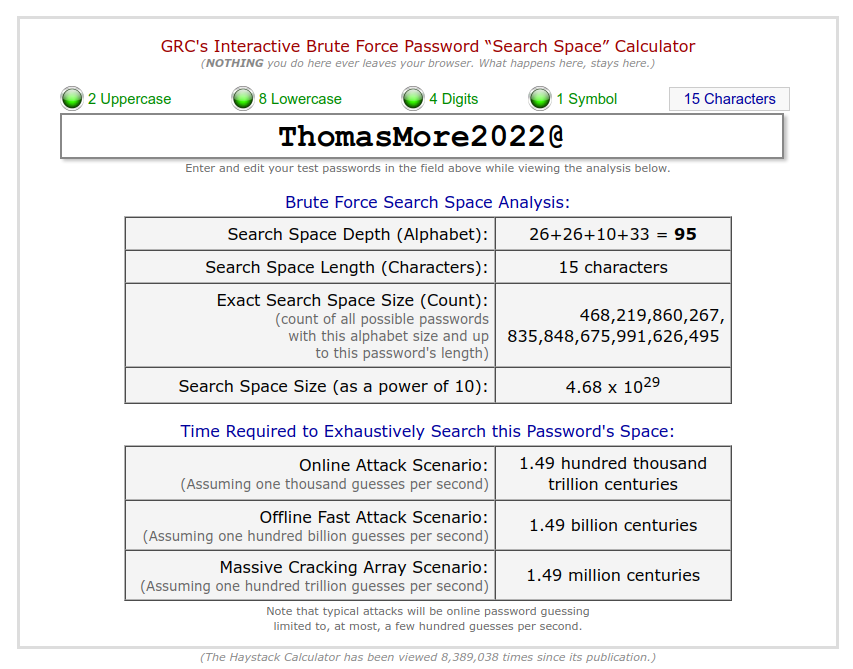 GRC's Interactive Brute Force Password “Search Space” Calculator
(NOTHING you do here ever leaves your browser. What happens here, stays here.)
2 Uppercase 8 Lowercase 4 Digits 1 Symbol 15 Characters
ThomasMore2022@
Enter and edit your test passwords in the field above while viewing the analysis below.
Brute Force Search Space Analysis:
Search Space Depth (Alphabet): 26+26+10+33 = 95
Search Space Length (Characters): 15 characters
Exact Search Space Size (Count):
(count of all possible passwords
with this alphabet size and up
to this password's length)
468,219,860,267,
835,848,675,991,626,495
Search Space Size (as a power of 10): 4.68 x 10²⁹
Time Required to Exhaustively Search this Password's Space:
Online Attack Scenario:
(Assuming one thousand guesses per second)
1.49 hundred thousand
trillion centuries
Offline Fast Attack Scenario:
(Assuming one hundred billion guesses per second)
1.49 billion centuries
Massive Cracking Array Scenario:
(Assuming one hundred trillion guesses per second)
1.49 million centuries
Note that typical attacks will be online password guessing
limited to, at most, a few hundred guesses per second.
(The Haystack Calculator has been viewed 8,389,038 times since its publication.)